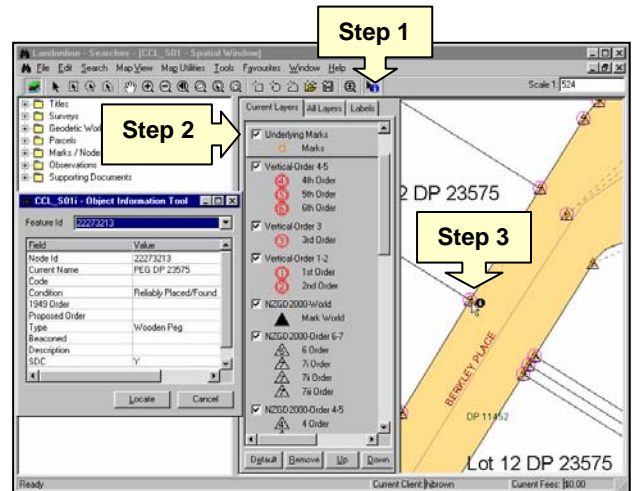 Step 1
Landonline - Searches - [CCL_S01 - Spatial Window]
File Edit Search Map View Map Utilities Tools Favourites Window Help
Scale 1: 524
Titles
Surveys
Geodetic
Parcels
Marks / Node
Observations
Supporting Documents
Step 2
Current Layers All Layers Labels
Underlying Marks
Marks
Vertical-Order 4-5
4th Order
5th Order
6th Order
Vertical-Order 3
3rd Order
Vertical-Order 1-2
1st Order
2nd Order
NZGD2000-World
Mark World
NZGD2000-Order 6-7
6 Order
7i Order
7ii Order
7iii Order
NZGD2000-Order 4-5
4 Order
Default Remove Up Down
CCL_S01i - Object Information Tool
Feature Id 22273213
Field Value
Node Id 22273213
Current Name PEG DP 23575
Code
Condition Reliably Placed/Found
1949 Order
Proposed Order
Type Wooden Peg
Beaconed
Description
SDC Y
Locate Cancel
2 DP 23575
Step 3
BERKLEY PLACE
DP 11452
Lot 12 DP 23575
Ready
Current Client: hbrown Current Fees: $0.00